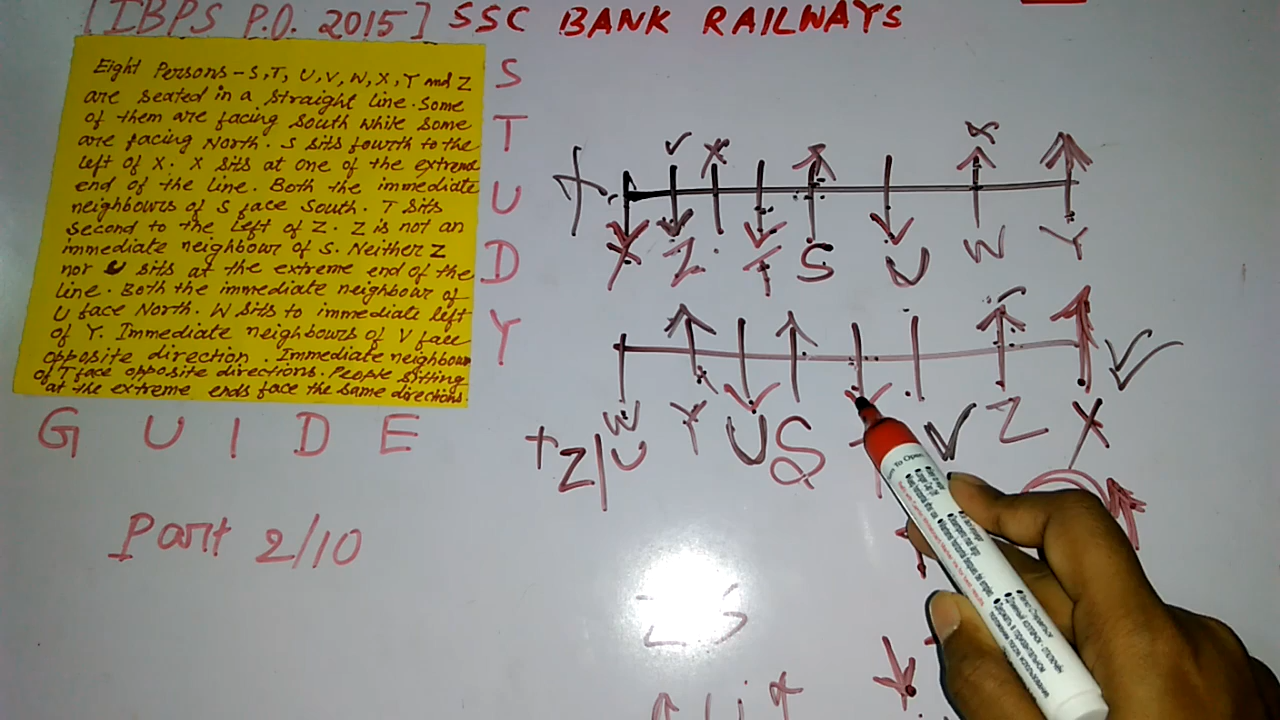 [IBPS P.O. 2015] SSC BANK RAILWAYS
Eight Persons - S, T, U, V, W, X, Y and Z
are seated in a straight line. Some
of them are facing South while some
are facing North. S sits fourth to the
left of X. X sits at one of the extreme
end of the line. Both the immediate
neighbours of S face South. T sits
second to the left of Z. Z is not an
immediate neighbour of S. Neither Z
nor U sits at the extreme end of the
line. Both the immediate neighbour of
U face North. W sits to immediate left
of Y. Immediate neighbours of V face
opposite direction. Immediate neighbour
of T face opposite directions. People sitting
at the extreme ends face the same directions.
STUDY
GUIDE
Part 2/10
X Z T S U W Y
W Y U S V Z X
Z/U